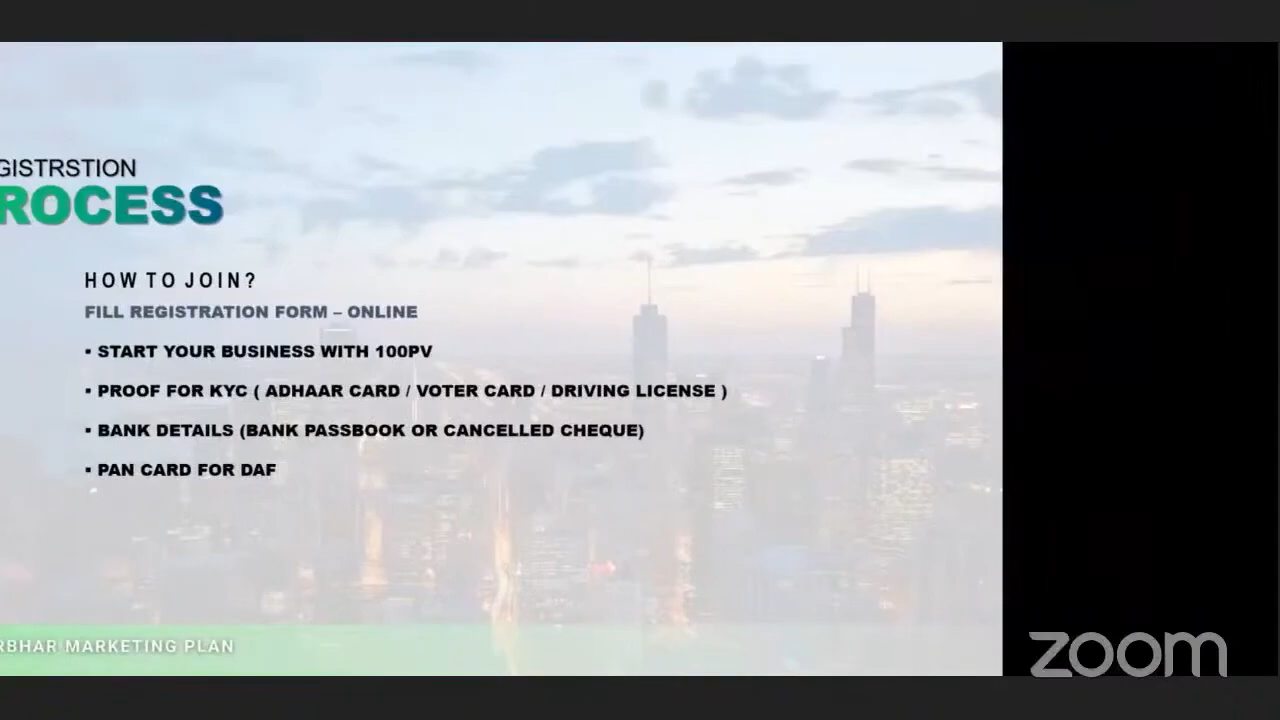 GISTRSTION
ROCESS
HOW TO JOIN?
FILL REGISTRATION FORM – ONLINE
▪ START YOUR BUSINESS WITH 100PV
▪ PROOF FOR KYC ( ADHAAR CARD / VOTER CARD / DRIVING LICENSE )
▪ BANK DETAILS (BANK PASSBOOK OR CANCELLED CHEQUE)
▪ PAN CARD FOR DAF
RBHAR MARKETING PLAN
zoom